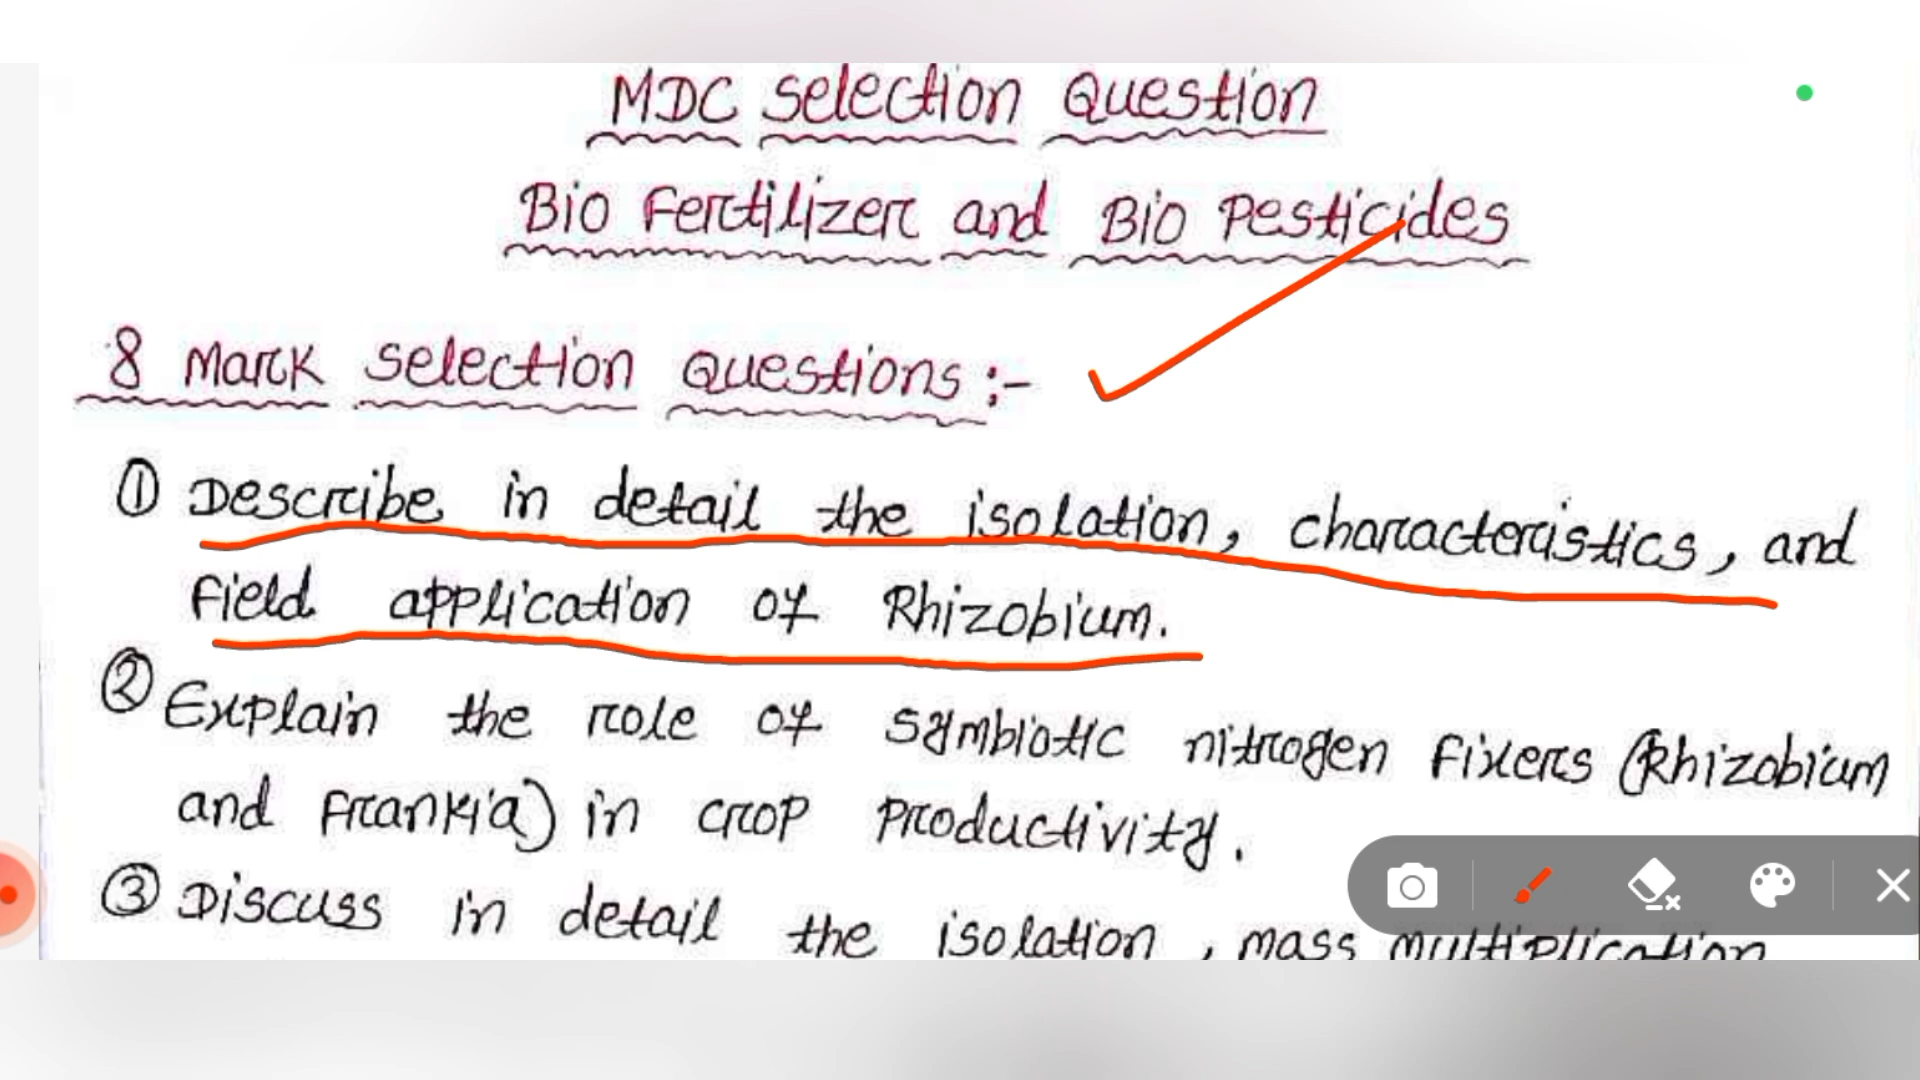 MDC Selection Question
Bio Fertilizer and Bio Pesticides
8 Mark Selection Questions :-
① Describe in detail the isolation, characteristics, and
field application of Rhizobium.
② Explain the role of symbiotic nitrogen fixers (Rhizobium
and Frankia) in crop productivity.
③ Discuss in detail the isolation, mass multiplication